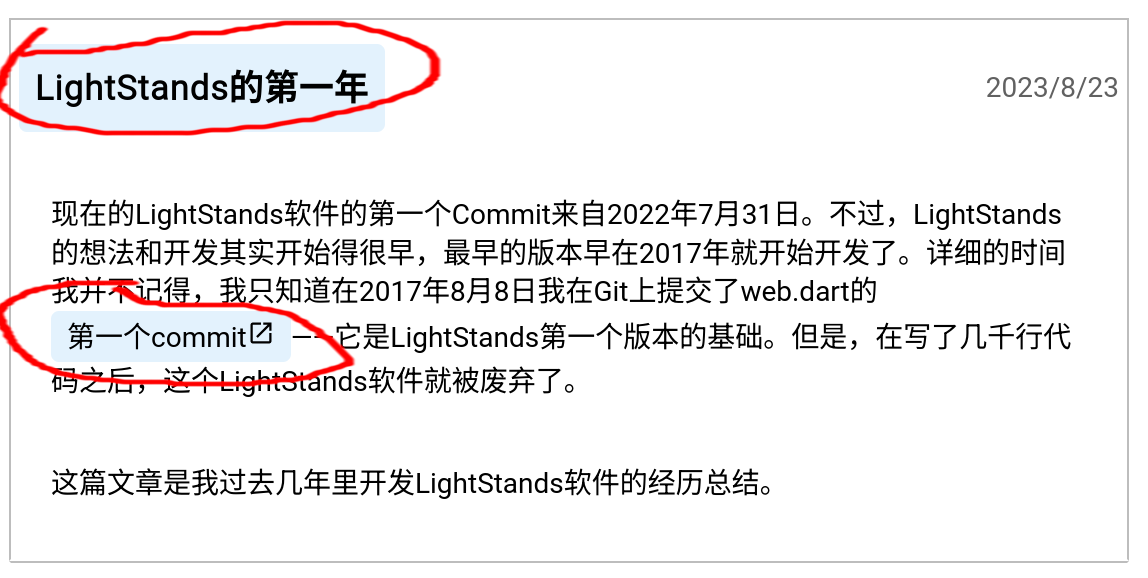 LightStands的第一年
2023/8/23
现在的LightStands软件的第一个Commit来自2022年7月31日。不过，LightStands
的想法和开发其实开始得很早，最早的版本早在2017年就开始开发了。详细的时间
我并不记得，我只知道在2017年8月8日我在Git上提交了web.dart的
第一个commit——它是LightStands第一个版本的基础。但是，在写了几千行代
码之后，这个LightStands软件就被废弃了。
这篇文章是我过去几年里开发LightStands软件的经历总结。